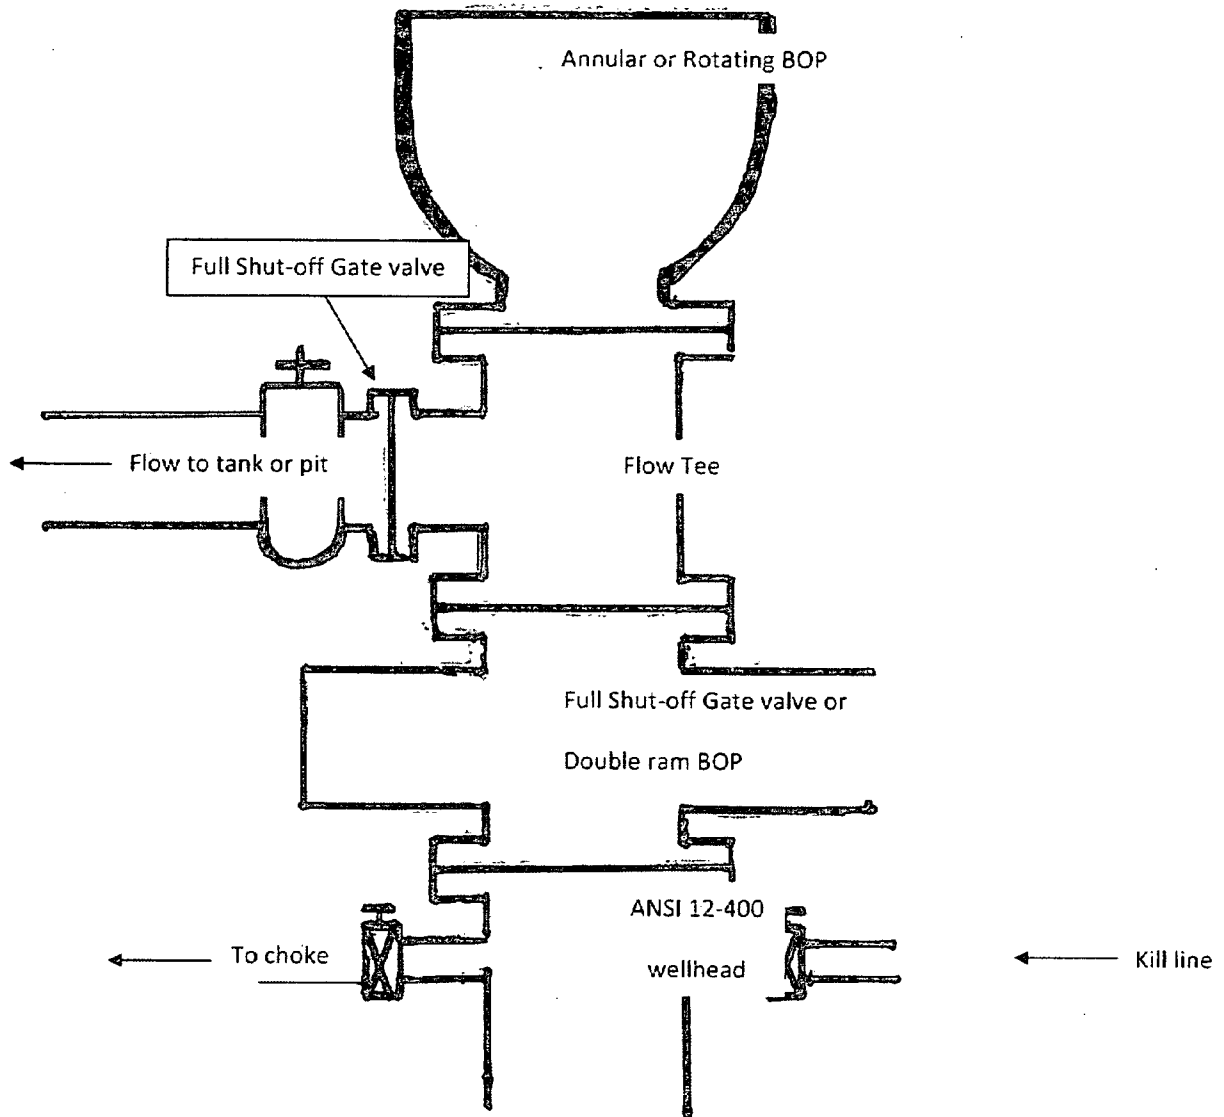 Annular or Rotating BOP
Full Shut-off Gate valve
Flow to tank or pit
Flow Tee
Full Shut-off Gate valve or
Double ram BOP
ANSI 12-400
To choke
wellhead
Kill line